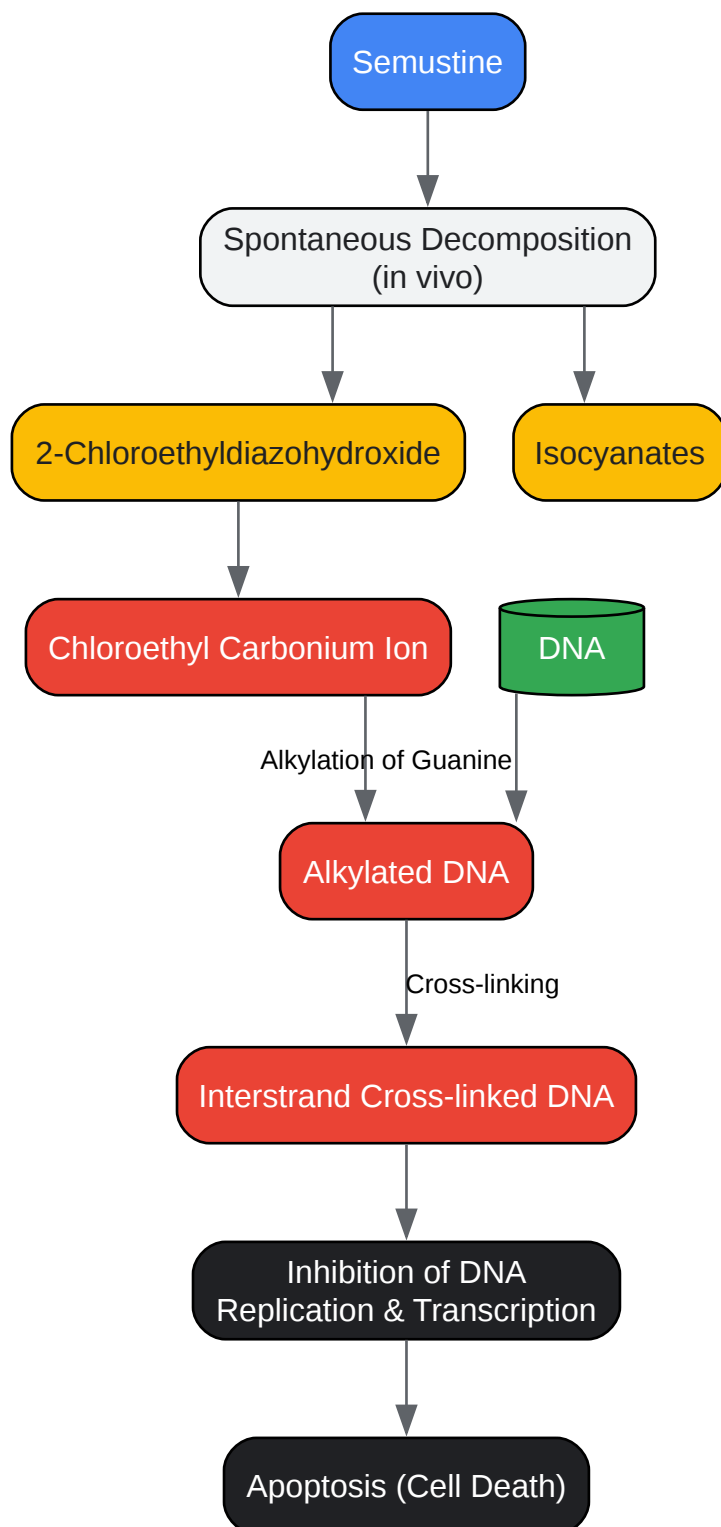 Semustine
Spontaneous Decomposition
(in vivo)
2-Chloroethyldiazohydroxide
Isocyanates
Chloroethyl Carbonium Ion
DNA
Alkylation of Guanine
Alkylated DNA
Cross-linking
Interstrand Cross-linked DNA
Inhibition of DNA
Replication & Transcription
Apoptosis (Cell Death)